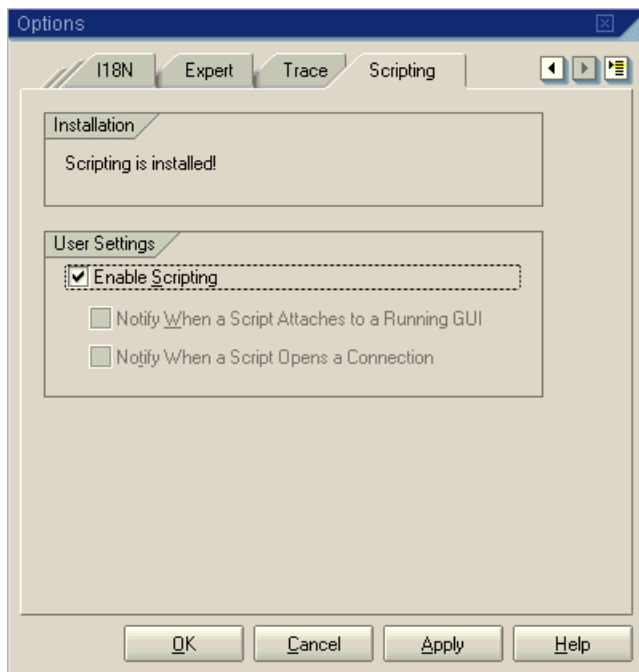 Options
I18N
Expert
Trace
Scripting
Installation
Scripting is installed!
User Settings
Enable Scripting
Notify When a Script Attaches to a Running GUI
Notify When a Script Opens a Connection
OK
Cancel
Apply
Help